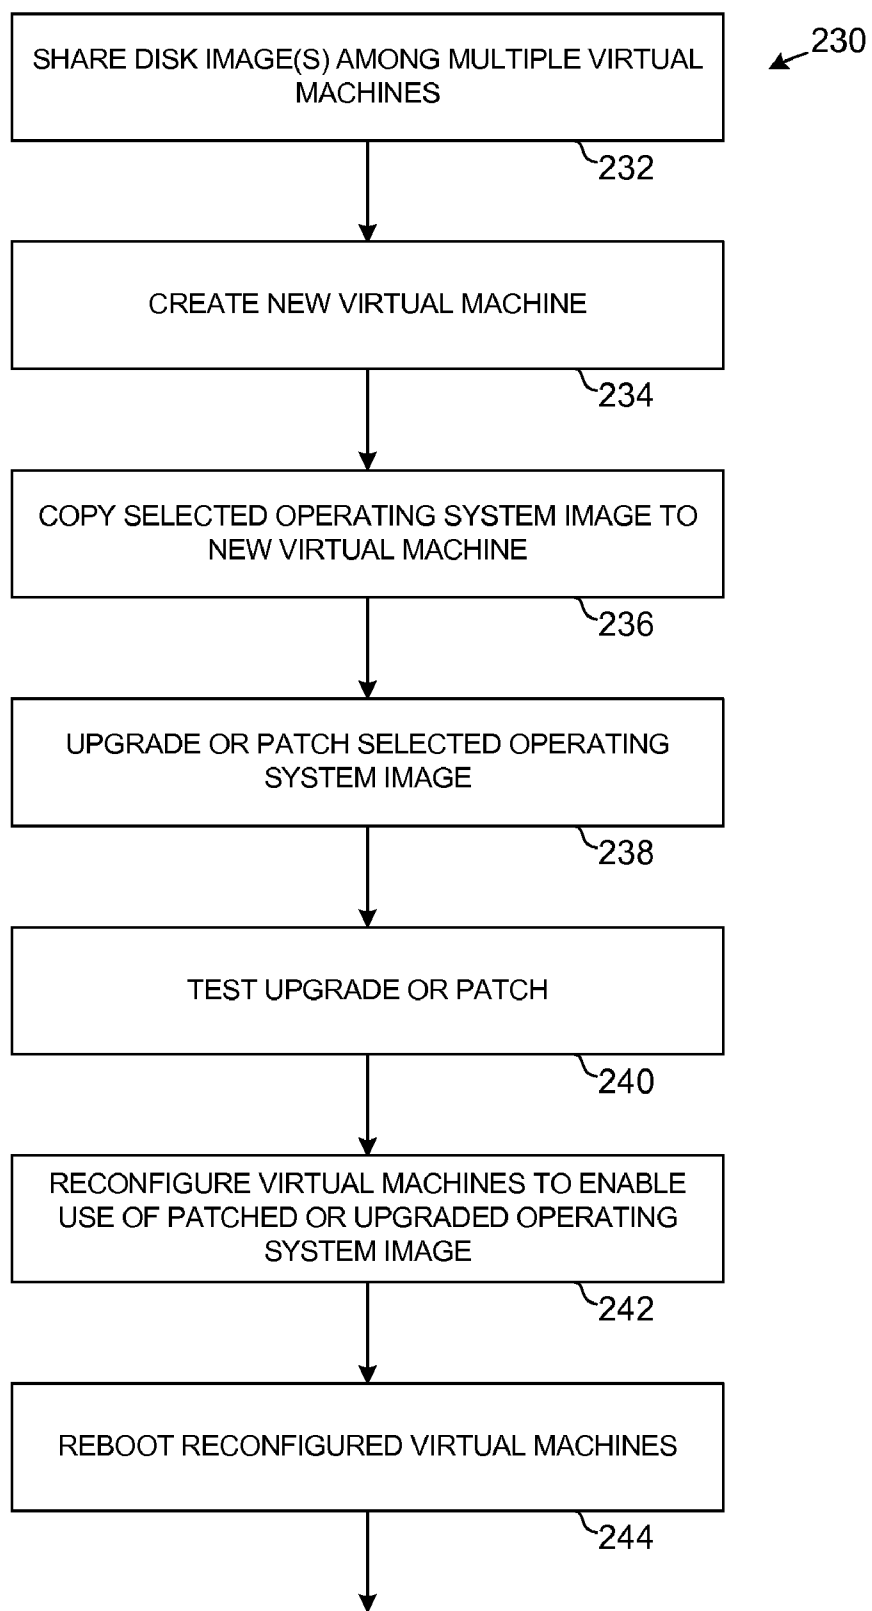 230
SHARE DISK IMAGE(S) AMONG MULTIPLE VIRTUAL
MACHINES
232
CREATE NEW VIRTUAL MACHINE
234
COPY SELECTED OPERATING SYSTEM IMAGE TO
NEW VIRTUAL MACHINE
236
UPGRADE OR PATCH SELECTED OPERATING
SYSTEM IMAGE
238
TEST UPGRADE OR PATCH
240
RECONFIGURE VIRTUAL MACHINES TO ENABLE
USE OF PATCHED OR UPGRADED OPERATING
SYSTEM IMAGE
242
REBOOT RECONFIGURED VIRTUAL MACHINES
244